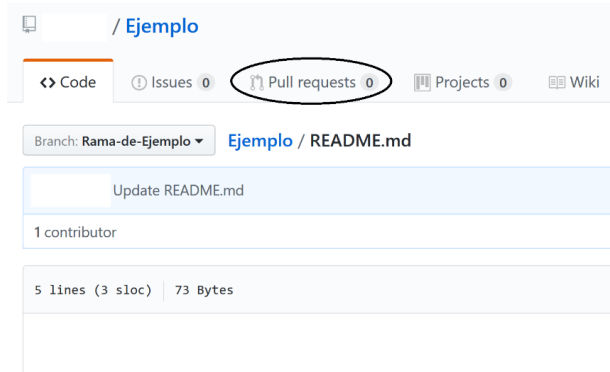 / Ejemplo
<> Code Issues 0 Pull requests 0 Projects 0 Wiki
Branch: Rama-de-Ejemplo Ejemplo / README.md
Update README.md
1 contributor
5 lines (3 sloc) 73 Bytes